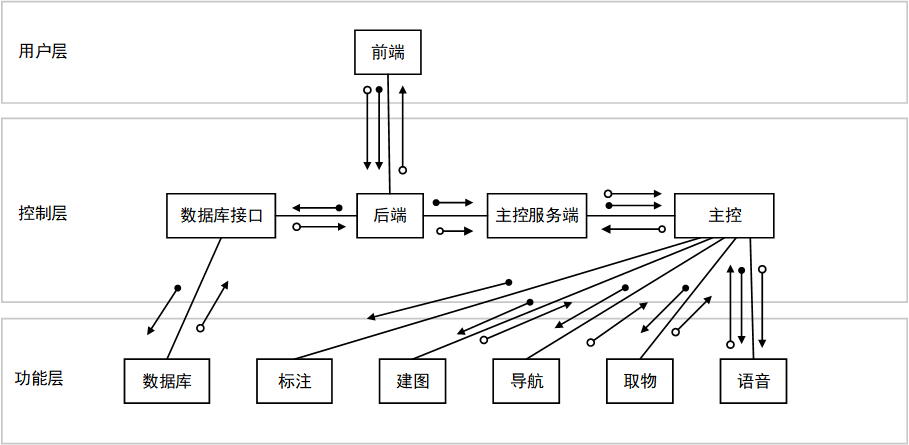 用户层
前端
控制层
数据库接口
后端
主控服务端
主控
功能层
数据库
标注
建图
导航
取物
语音